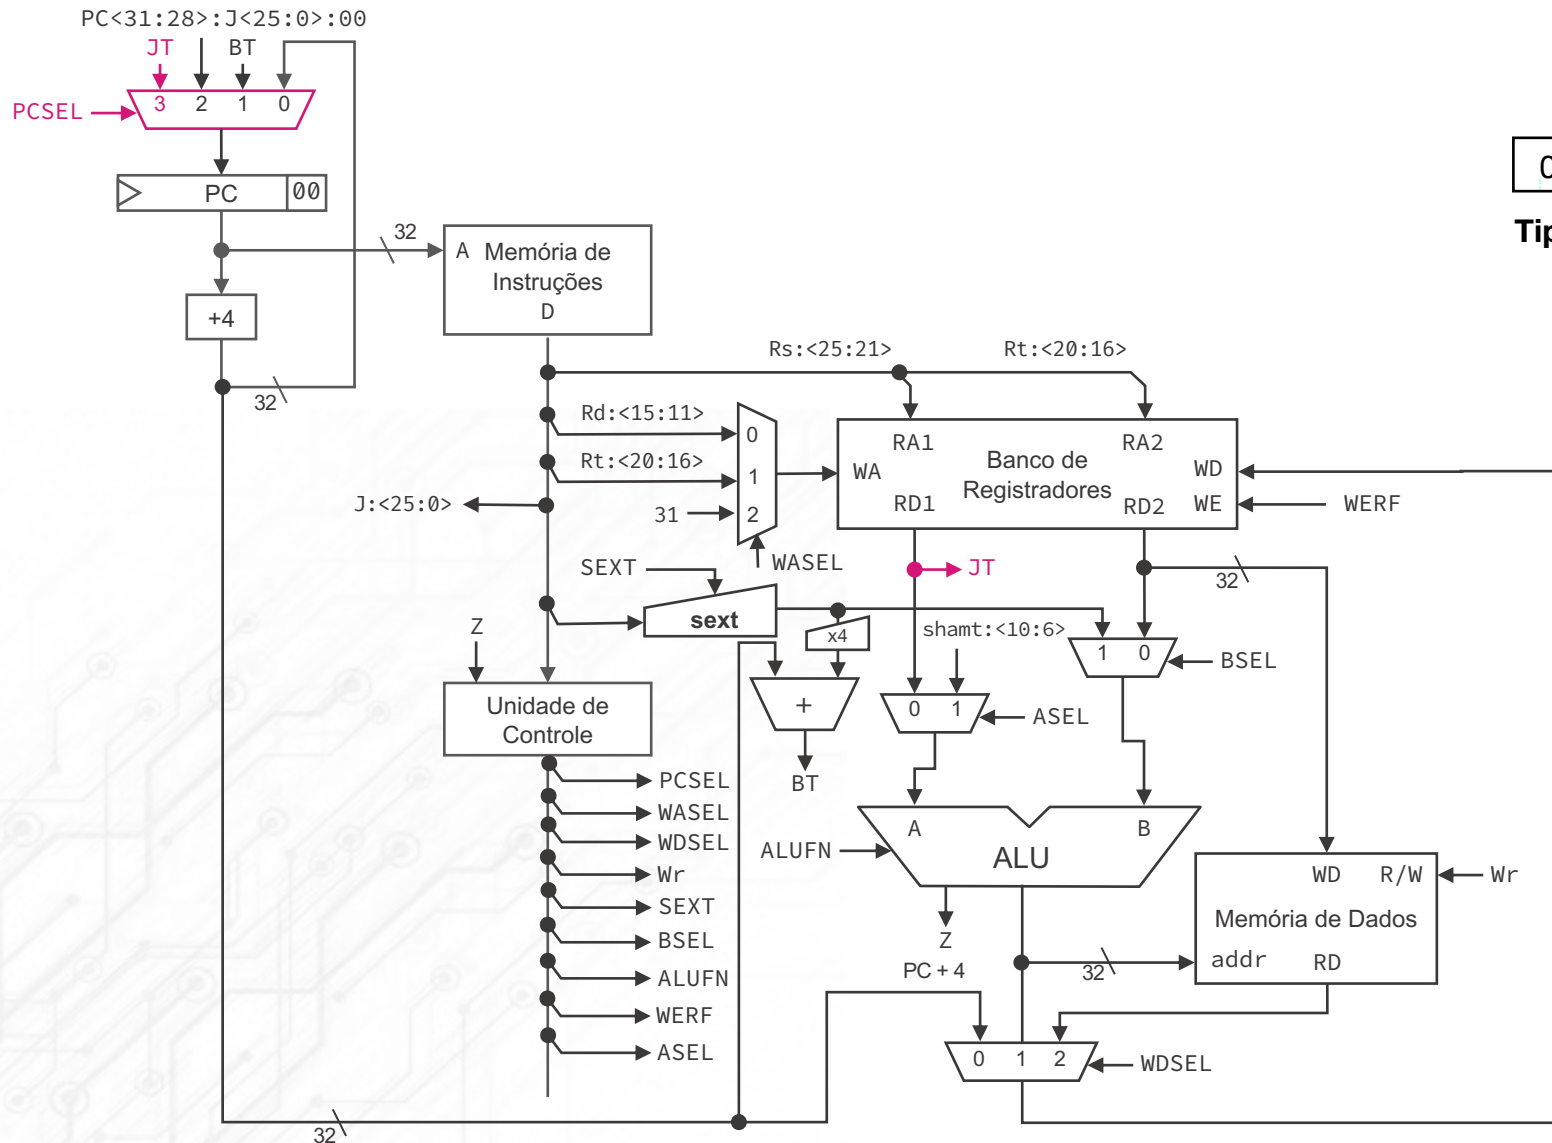 PC<31:28>:J<25:0>:00
JT
BT
PCSEL
3 2 1 0
PC 00
32
+4
32
A Memória de
Instruções
D
Tip
Rs:<25:21>
Rt:<20:16>
Rd:<15:11>
Rt:<20:16>
31
0
1
2
WASEL
J:<25:0>
RA1
RA2
WA
Banco de
Registradores
WD
RD1
RD2
WE
WERF
JT
32
SEXT
sext
x4
shamt:<10:6>
1 0
BSEL
Z
Unidade de
Controle
+
BT
0 1
ASEL
PCSEL
WASEL
WDSEL
Wr
SEXT
BSEL
ALUFN
WERF
ASEL
ALUFN
A
B
ALU
Z
PC + 4
32
WD R/W
Wr
Memória de Dados
addr RD
0 1 2
WDSEL
32